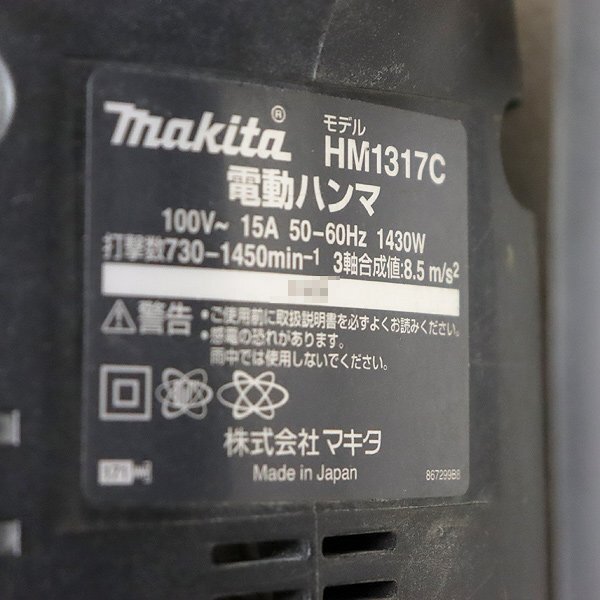 makita®
モデル
HM1317C
電動ハンマ
100V~ 15A 50-60Hz 1430W
打撃数730-1450min-1 3軸合成値:8.5 m/s2
⚠警告 •ご使用前に取扱説明書を必ずよくお読みください。
•感電の恐れがあります。
雨中では使用しないでください。
株式会社マキタ
Made in Japan
867299B8